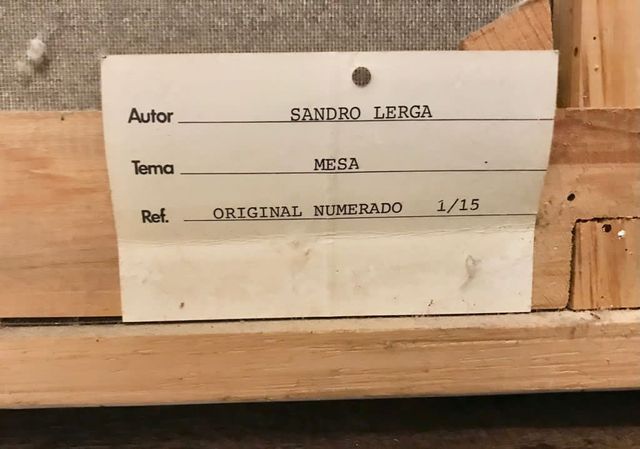 Autor SANDRO LERGA
Tema MESA
Ref. ORIGINAL NUMERADO 1/15